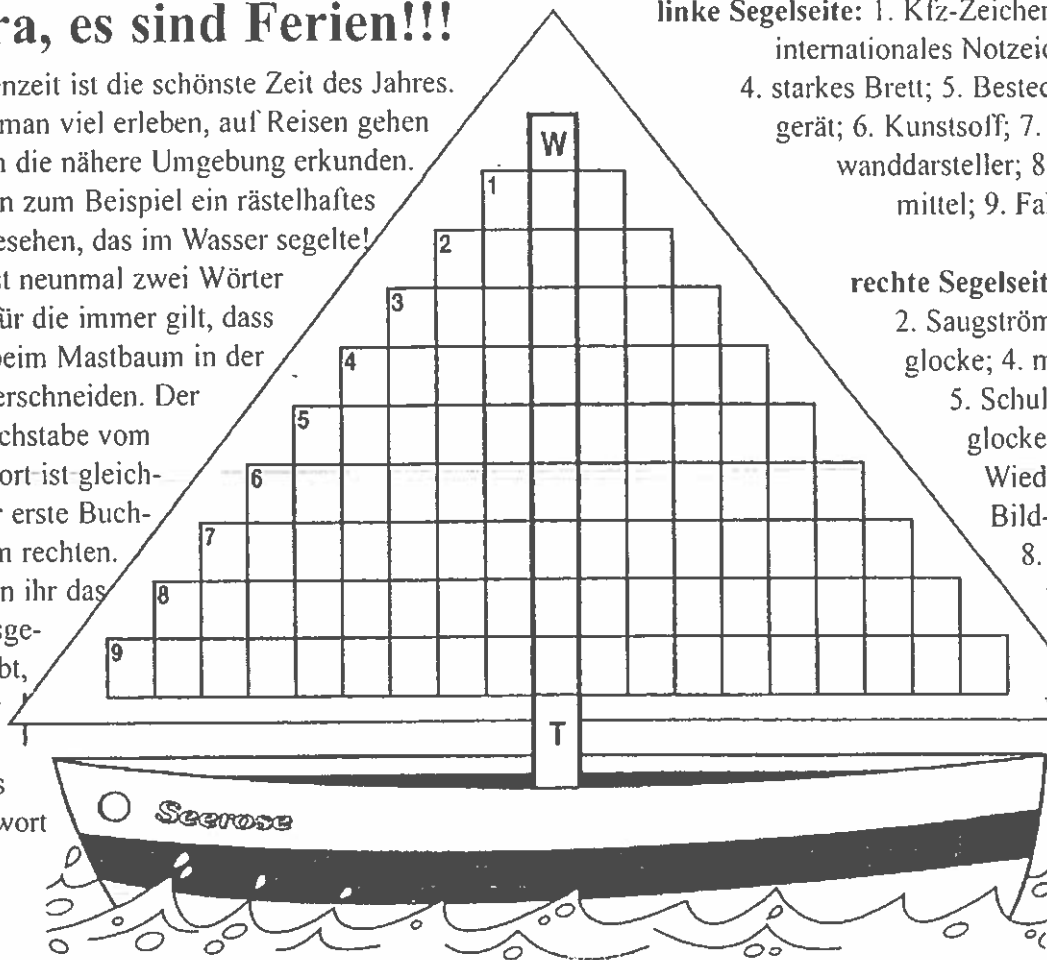 ra, es sind Ferien!!!
nzeit ist die schönste Zeit des Jahres.
man viel erleben, auf Reisen gehen
n die nähere Umgebung erkunden.
n zum Beispiel ein rästelhaftes
esehen, das im Wasser segelte!
t neunmal zwei Wörter
ür die immer gilt, dass
beim Mastbaum in der
erschneiden. Der
chstabe vom
ort ist gleich-
r erste Buch-
m rechten.
n ihr das
sge-
bt,
s
wort
linke Segelseite: 1. Kfz-Zeichen
internationales Notzeic
4. starkes Brett; 5. Bestec
gerät; 6. Kunstsoff; 7.
wanddarsteller; 8
mittel; 9. Fa
rechte Segelseit
2. Saugström
glocke; 4. m
5. Schul
glocke
Wied
Bild-
8.
W
1
2
3
4
5
6
7
8
9
T
Seerose